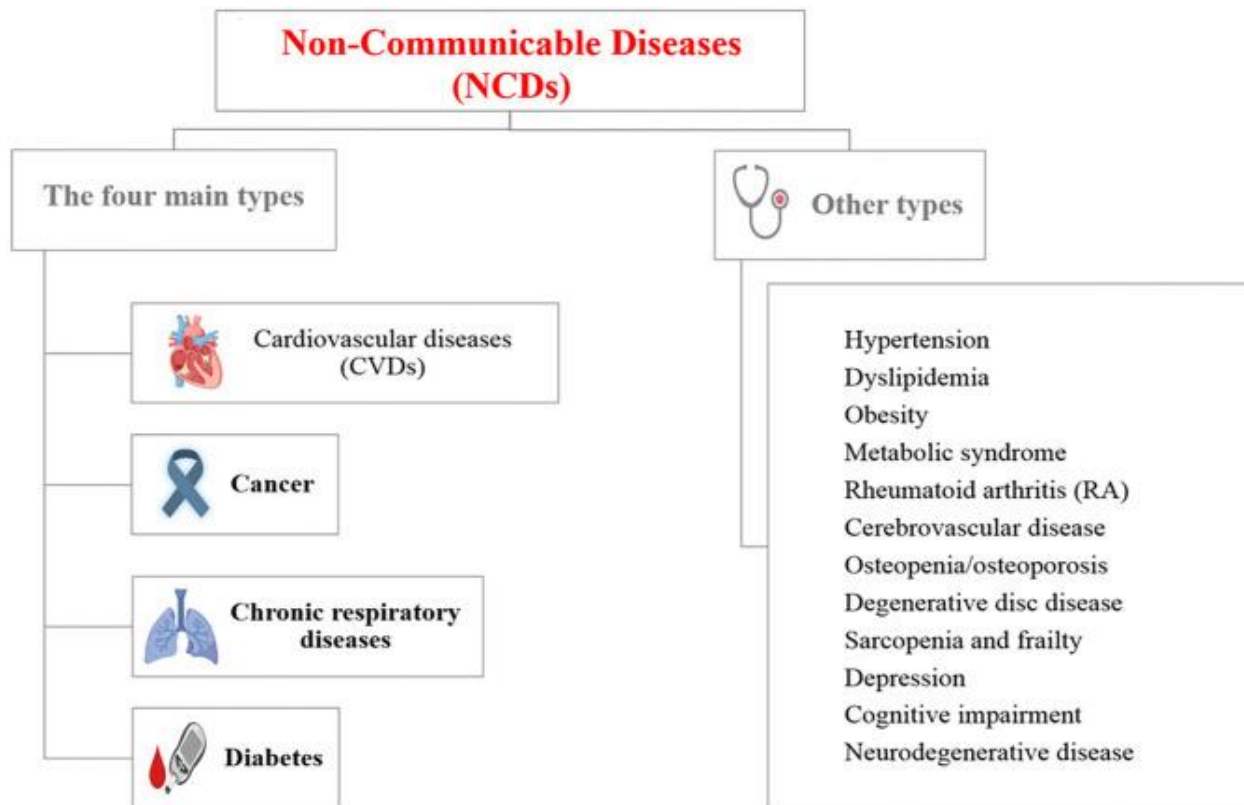 Non-Communicable Diseases
(NCDs)
The four main types
Other types
Cardiovascular diseases
(CVDs)
Cancer
Chronic respiratory
diseases
Diabetes
Hypertension
Dyslipidemia
Obesity
Metabolic syndrome
Rheumatoid arthritis (RA)
Cerebrovascular disease
Osteopenia/osteoporosis
Degenerative disc disease
Sarcopenia and frailty
Depression
Cognitive impairment
Neurodegenerative disease